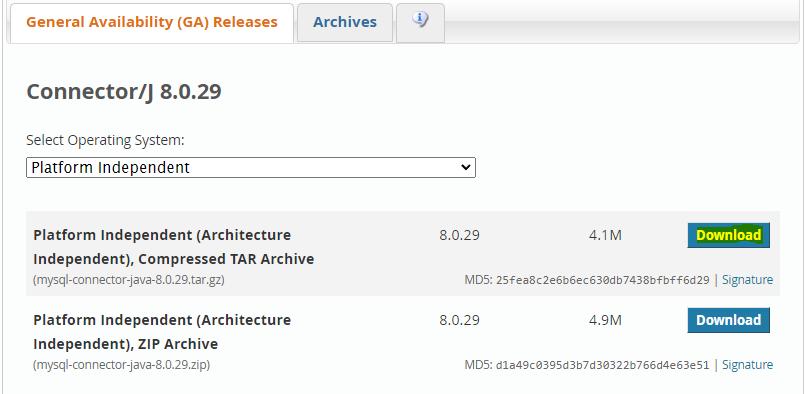 General Availability (GA) Releases
Archives
Connector/J 8.0.29
Select Operating System:
Platform Independent
Platform Independent (Architecture 8.0.29 4.1M Download
Independent), Compressed TAR Archive
(mysql-connector-java-8.0.29.tar.gz) MD5: 25fea8c2e6b6ec630db7438bfbff6d29 | Signature
Platform Independent (Architecture 8.0.29 4.9M Download
Independent), ZIP Archive
(mysql-connector-java-8.0.29.zip) MD5: d1a49c0395d3b7d30322b766d4e63e51 | Signature